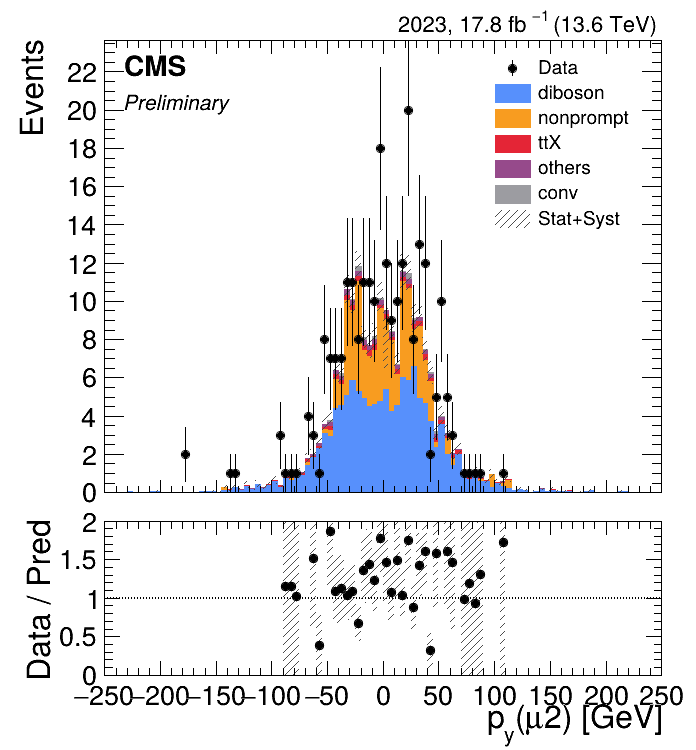 2023, 17.8 fb⁻¹ (13.6 TeV)
CMS
Preliminary
Events
22
20
18
16
14
12
10
8
6
4
2
0
Data
diboson
nonprompt
ttX
others
conv
Stat+Syst
Data / Pred
2
1.5
1
0.5
0
−250 −200 −150 −100 −50 0 50 100 150 200 250
p_y(μ2) [GeV]